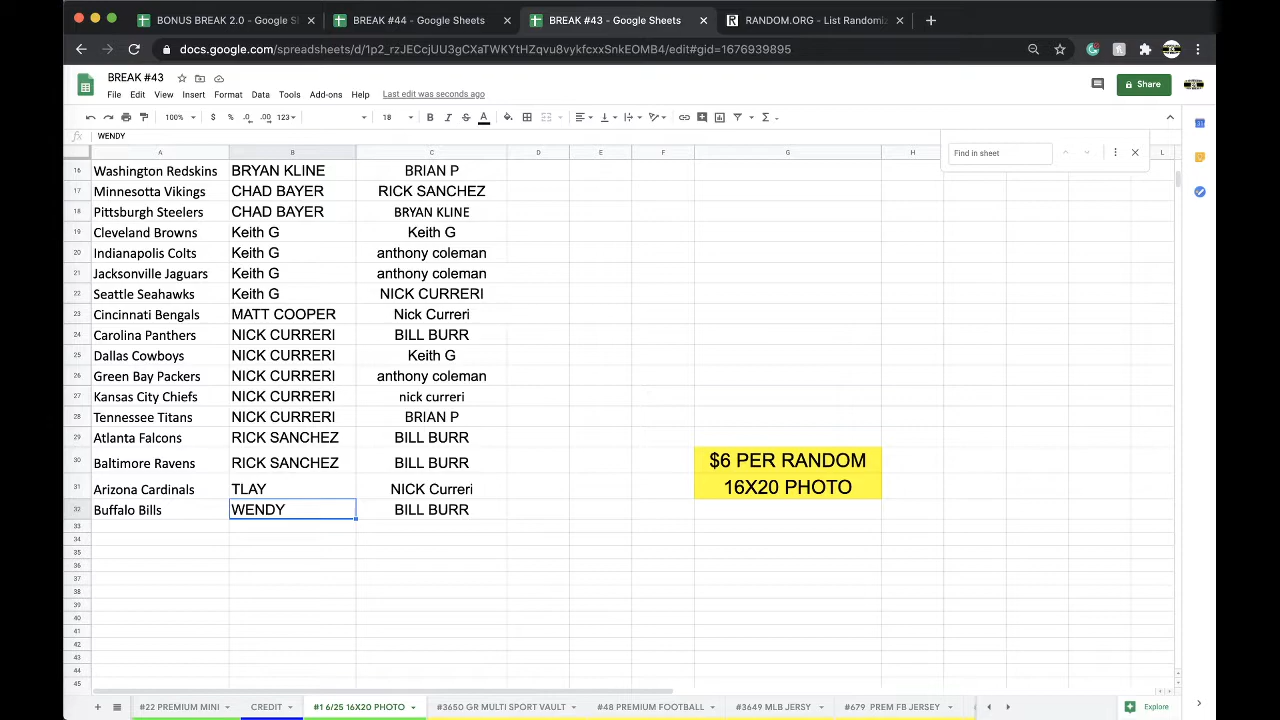 BONUS BREAK 2.0 - Google S
BREAK #44 - Google Sheets
BREAK #43 - Google Sheets
RANDOM.ORG - List Randomiz
docs.google.com/spreadsheets/d/1p2_rzJECcjUU3gCXaTWKYtHZqvu8vykfcxxSnkEOMB4/edit#gid=1676939895
BREAK #43
File Edit View Insert Format Data Tools Add-ons Help Last edit was seconds ago
Share
100% $ % .0 .00 123 18 B I S A
fx WENDY
Find in sheet
A B C D E F G H L
16 Washington Redskins BRYAN KLINE BRIAN P
17 Minnesotta Vikings CHAD BAYER RICK SANCHEZ
18 Pittsburgh Steelers CHAD BAYER BRYAN KLINE
19 Cleveland Browns Keith G Keith G
20 Indianapolis Colts Keith G anthony coleman
21 Jacksonville Jaguars Keith G anthony coleman
22 Seattle Seahawks Keith G NICK CURRERI
23 Cincinnati Bengals MATT COOPER Nick Curreri
24 Carolina Panthers NICK CURRERI BILL BURR
25 Dallas Cowboys NICK CURRERI Keith G
26 Green Bay Packers NICK CURRERI anthony coleman
27 Kansas City Chiefs NICK CURRERI nick curreri
28 Tennessee Titans NICK CURRERI BRIAN P
29 Atlanta Falcons RICK SANCHEZ BILL BURR
30 Baltimore Ravens RICK SANCHEZ BILL BURR $6 PER RANDOM
31 Arizona Cardinals TLAY NICK Curreri 16X20 PHOTO
32 Buffalo Bills WENDY BILL BURR
33
34
35
36
37
38
39
40
41
42
43
44
45
#22 PREMIUM MINI CREDIT #1 6/25 16X20 PHOTO #3650 GR MULTI SPORT VAULT #48 PREMIUM FOOTBALL #3649 MLB JERSY #679 PREM FB JERSEY Explore